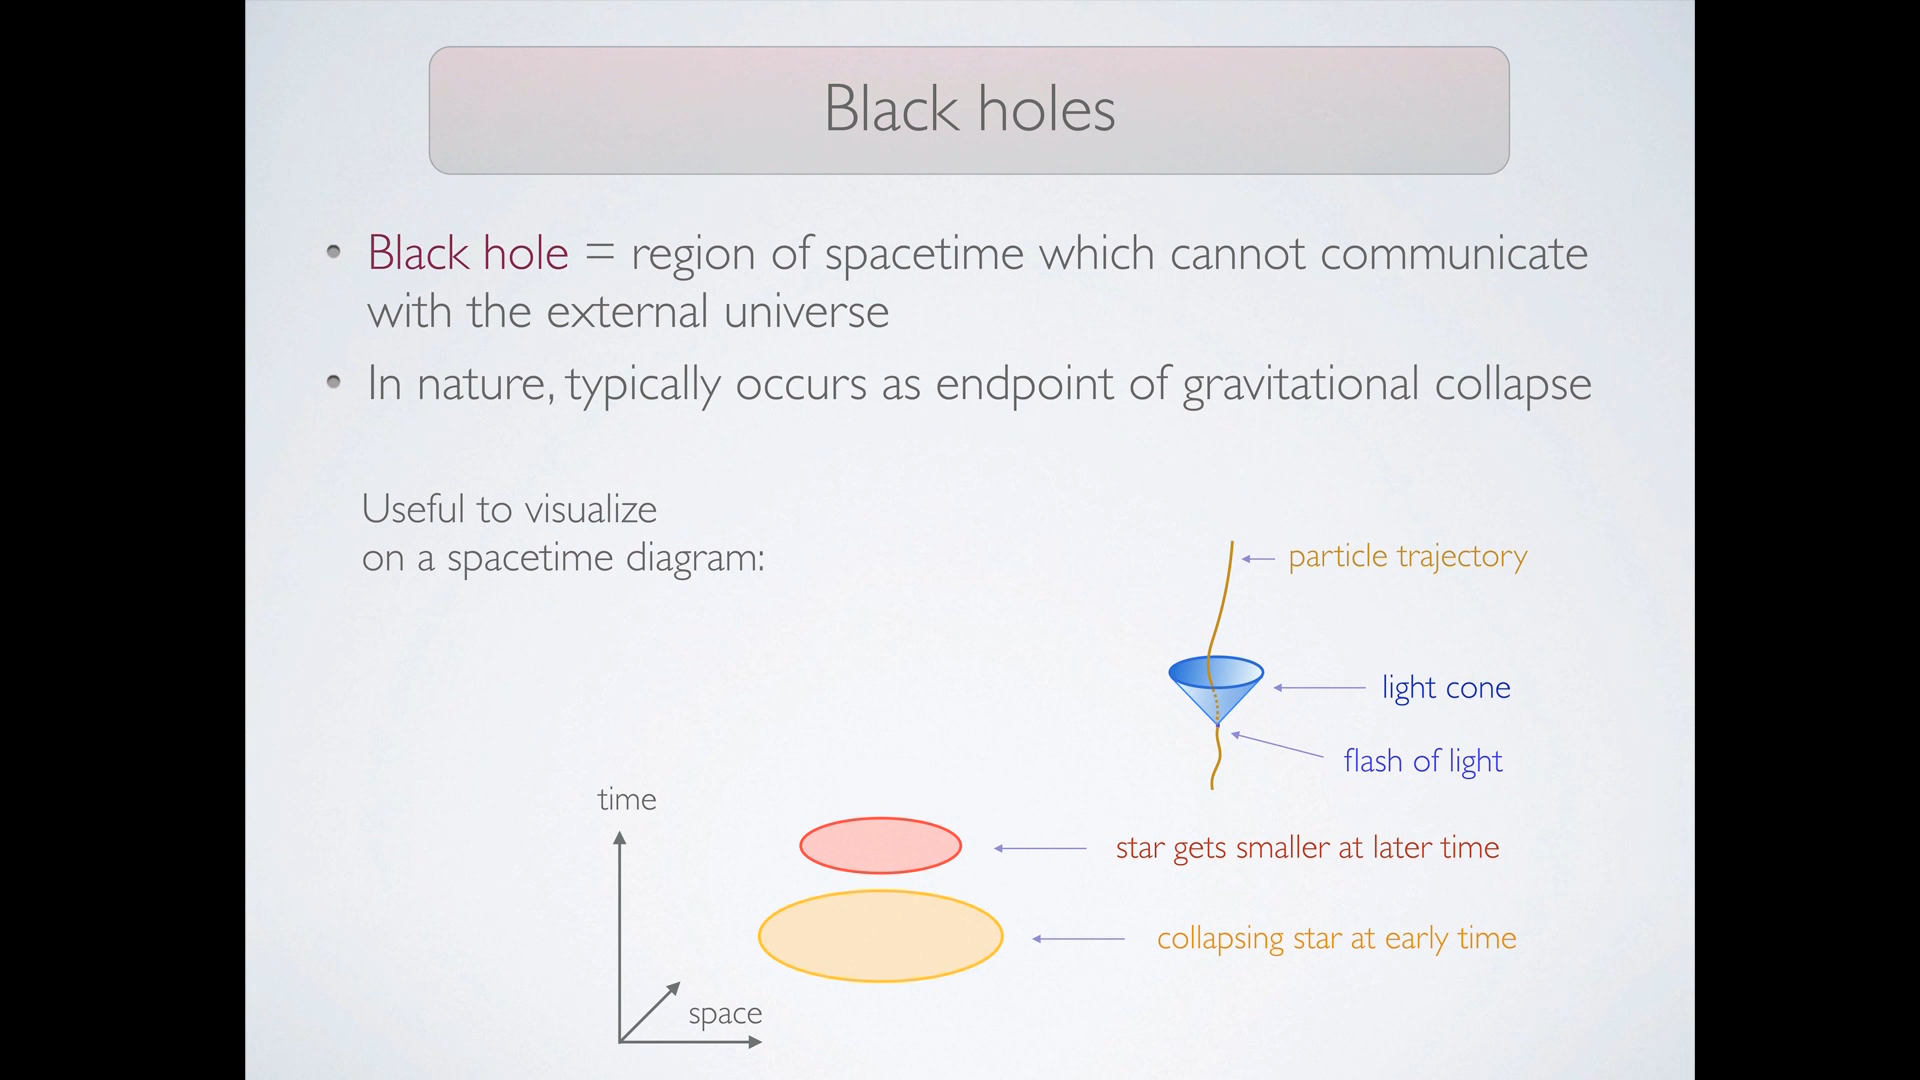 Black holes
• Black hole = region of spacetime which cannot communicate
with the external universe
• In nature, typically occurs as endpoint of gravitational collapse
Useful to visualize
on a spacetime diagram:
particle trajectory
light cone
flash of light
time
star gets smaller at later time
collapsing star at early time
space